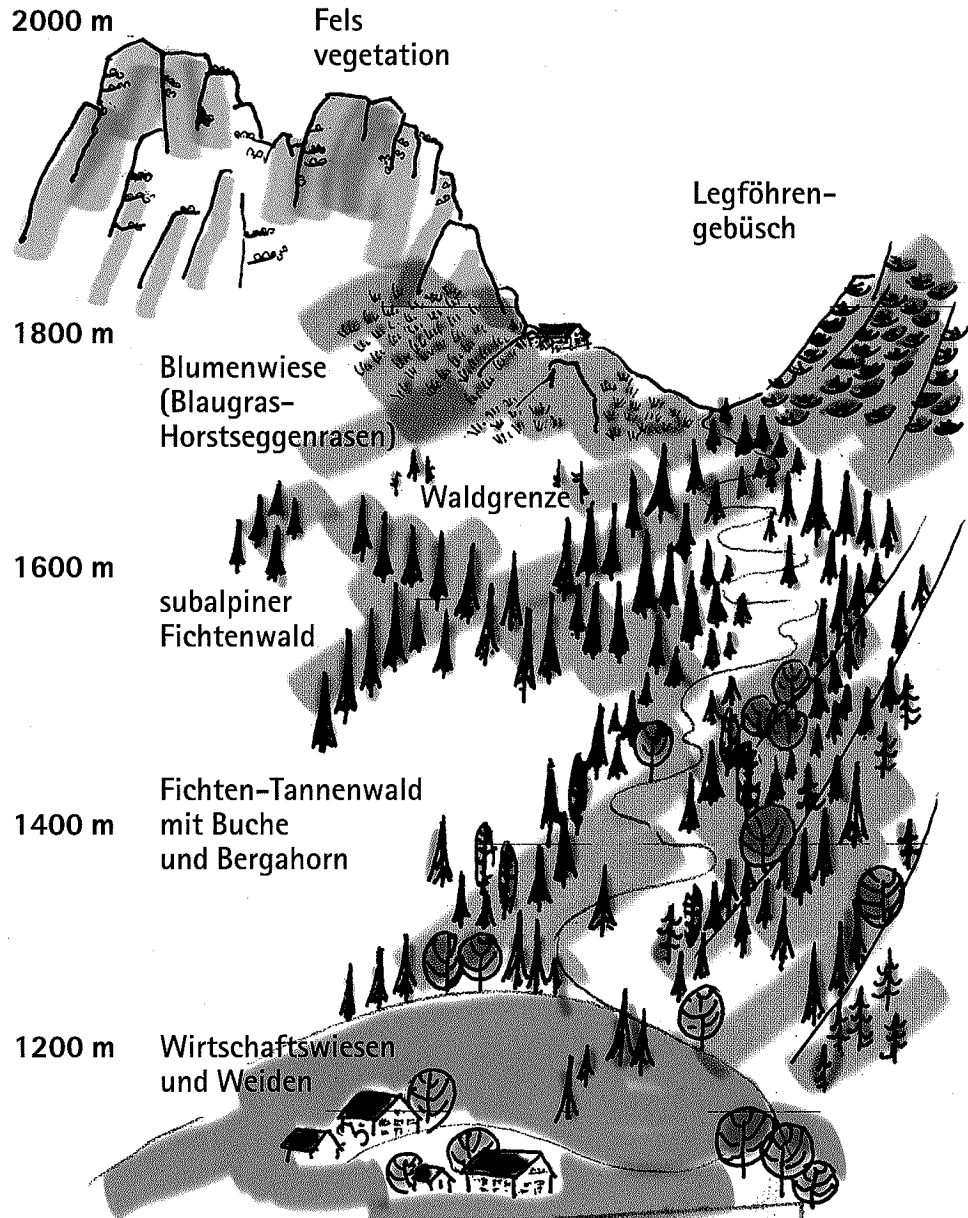 2000 m
Fels
vegetation
Legföhren-
gebüsch
1800 m
Blumenwiese
(Blaugras-
Horstseggenrasen)
Waldgrenze
1600 m
subalpiner
Fichtenwald
Fichten-Tannenwald
1400 m
mit Buche
und Bergahorn
1200 m
Wirtschaftswiesen
und Weiden